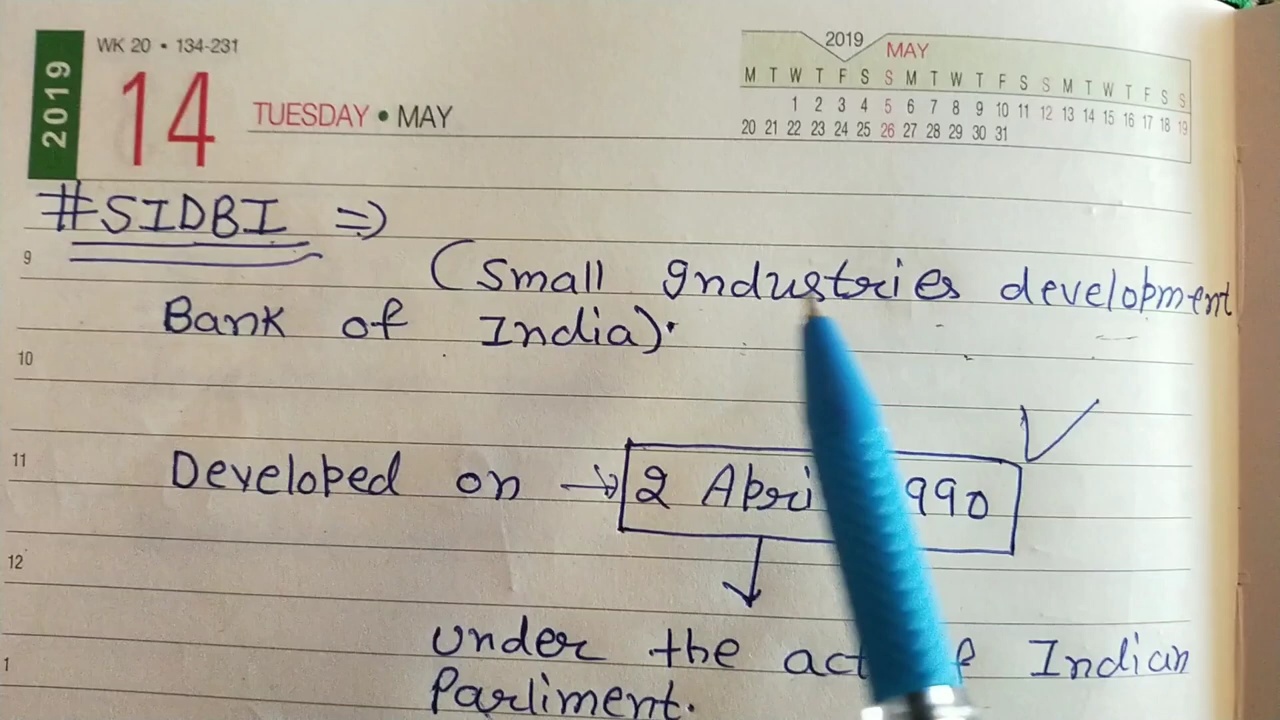 2019
WK 20 • 134-231
14
TUESDAY • MAY
2019 MAY
M T W T F S S M T W T F S S M T W T F S S
1 2 3 4 5 6 7 8 9 10 11 12 13 14 15 16 17 18 19
20 21 22 23 24 25 26 27 28 29 30 31
#SIDBI ⇒
9
(Small Industries development
Bank of India).
10
11
Developed on → 2 Apri 990
12
under the act Indian
1
Parliment.